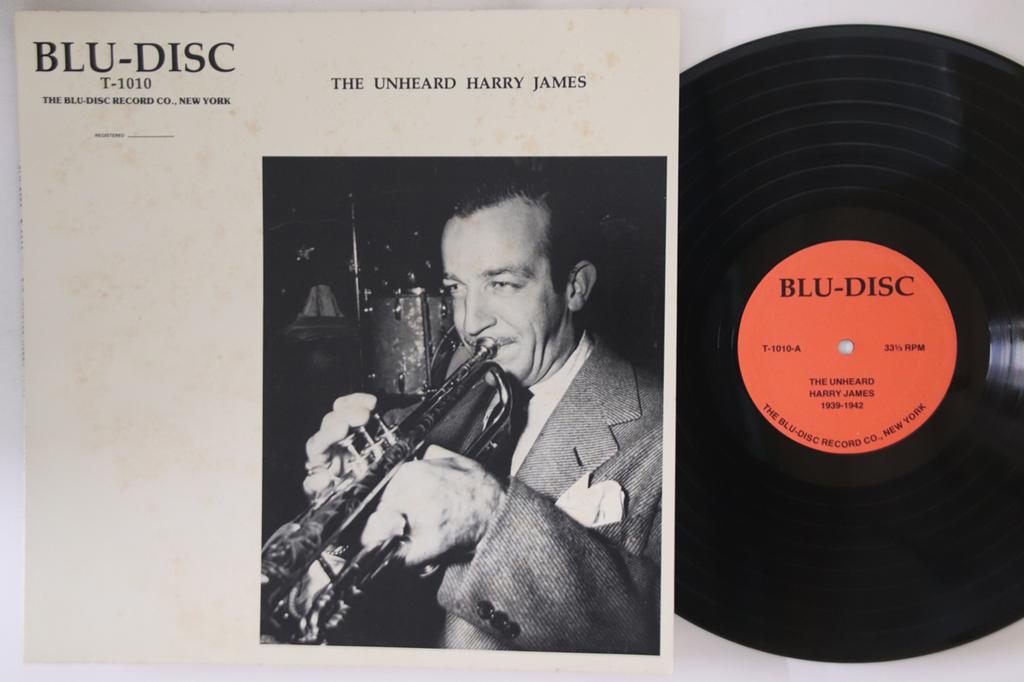 BLU-DISC
T-1010
THE BLU-DISC RECORD CO., NEW YORK
REGISTERED
THE UNHEARD HARRY JAMES
BLU-DISC
T-1010-A
33⅓ RPM
THE UNHEARD
HARRY JAMES
1939-1942
THE BLU-DISC RECORD CO., NEW YORK